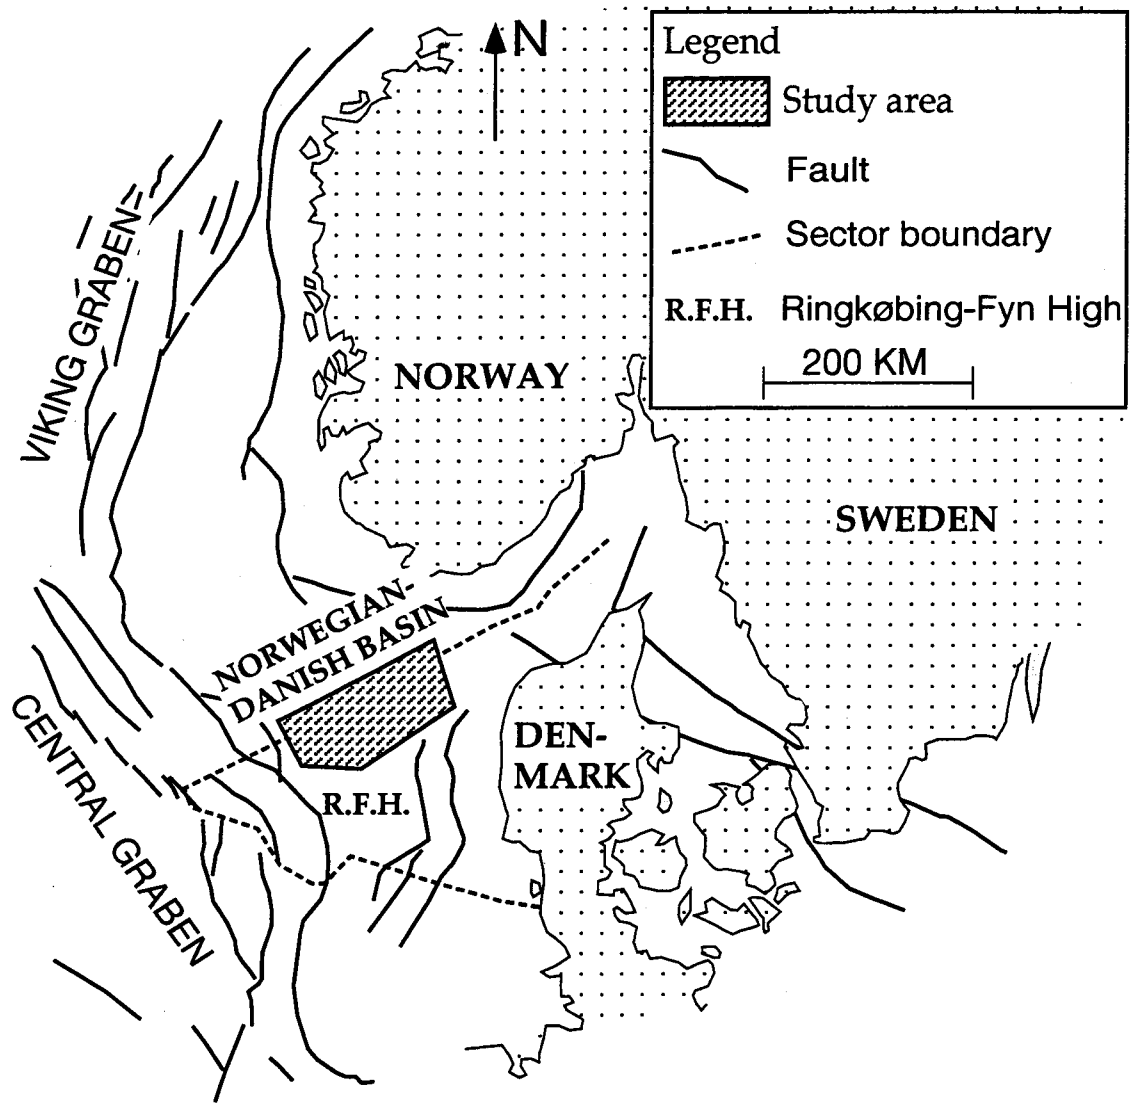 N
Legend
Study area
Fault
Sector boundary
R.F.H. Ringkøbing-Fyn High
200 KM
VIKING GRABEN
NORWAY
SWEDEN
NORWEGIAN-
DANISH BASIN
CENTRAL GRABEN
DEN-
MARK
R.F.H.